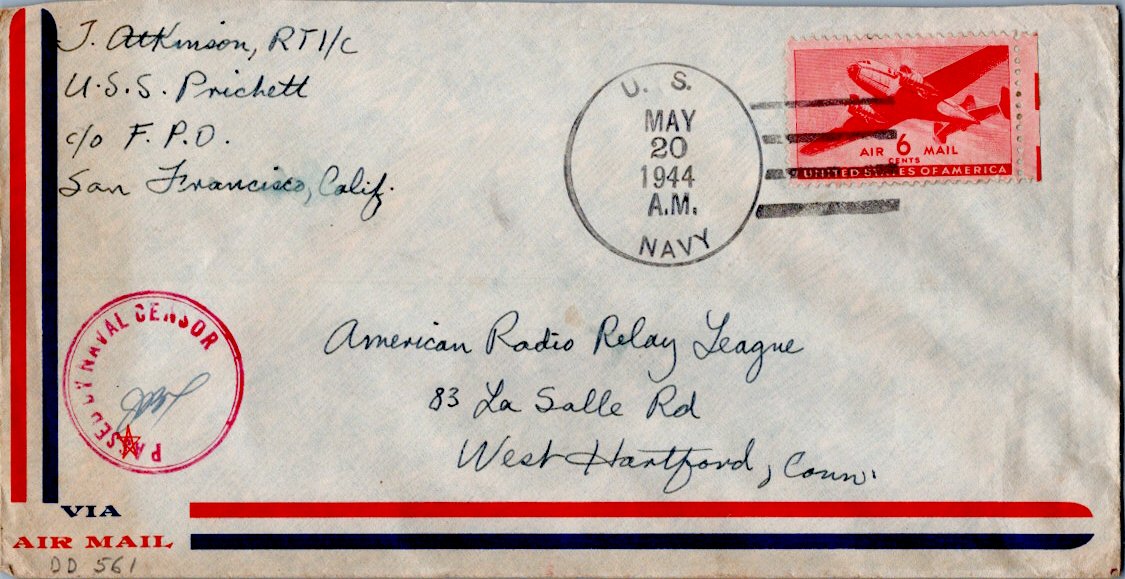 J. Atkinson, RT1/c
U.S.S. Prichett
c/o F.P.O.
San Francisco, Calif.
U. S.
MAY
20
1944
A.M.
NAVY
AIR 6 MAIL
CENTS
UNITED STATES OF AMERICA
PASSED BY NAVAL CENSOR
American Radio Relay League
83 La Salle Rd
West Hartford, Conn.
VIA
AIR MAIL
DD 561